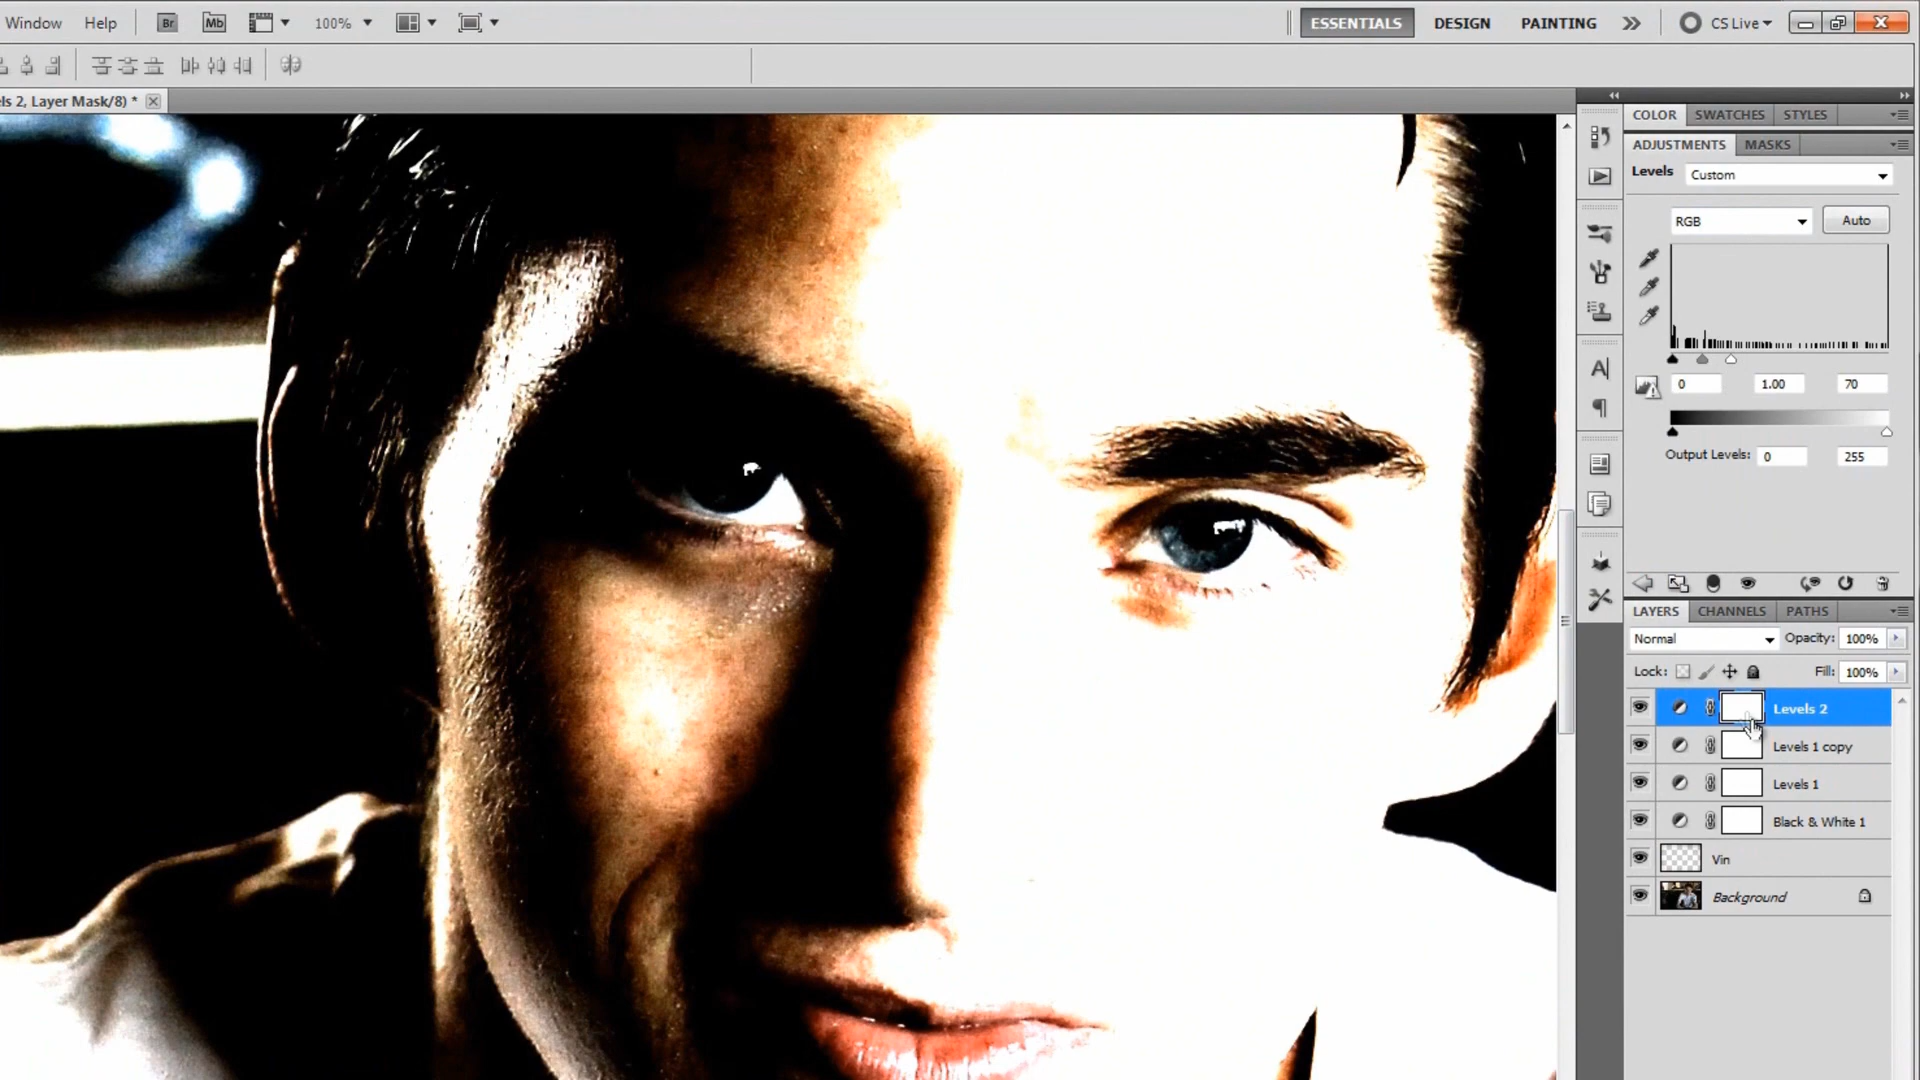 Window Help Br Mb 100% ESSENTIALS DESIGN PAINTING CS Live
ls 2, Layer Mask/8) *
COLOR SWATCHES STYLES
ADJUSTMENTS MASKS
Levels Custom
RGB Auto
0 1.00 70
Output Levels: 0 255
LAYERS CHANNELS PATHS
Normal Opacity: 100%
Lock: Fill: 100%
Levels 2
Levels 1 copy
Levels 1
Black & White 1
Vin
Background